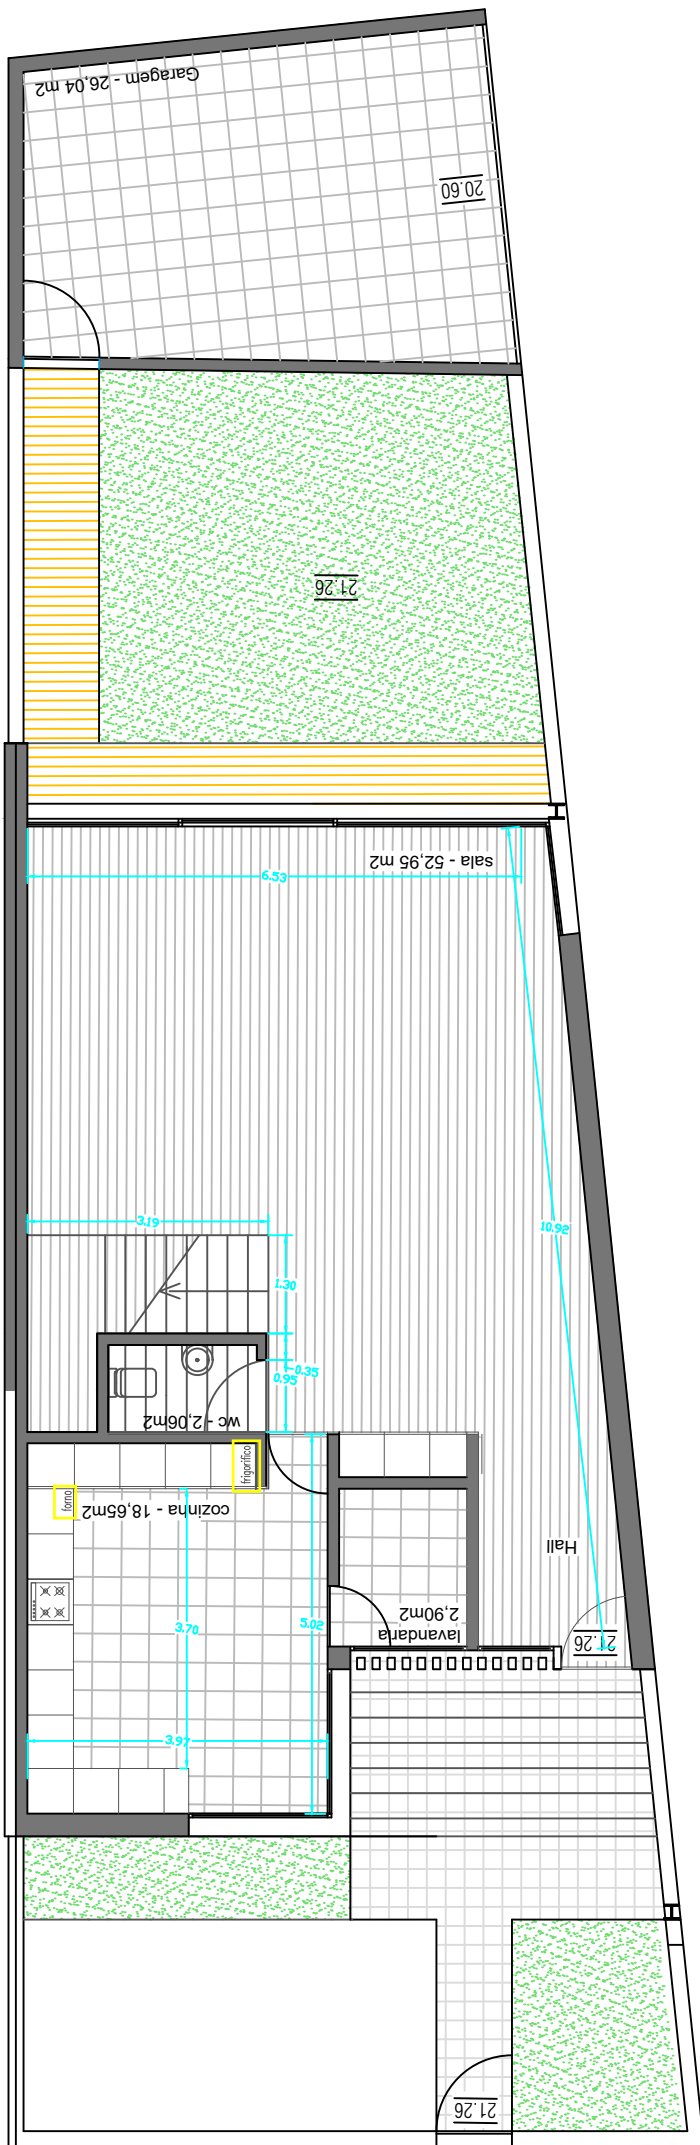 Garagem - 26,04 m2
20.60
21.26
sala - 52,95 m2
6.53
10.92
3.19
1.30
0.35
0.95
wc - 2,06m2
frigorifico
forno
cozinha - 18,65m2
Hall
3.70
5.02
lavandaria
2,90m2
21.26
3.97
21.26